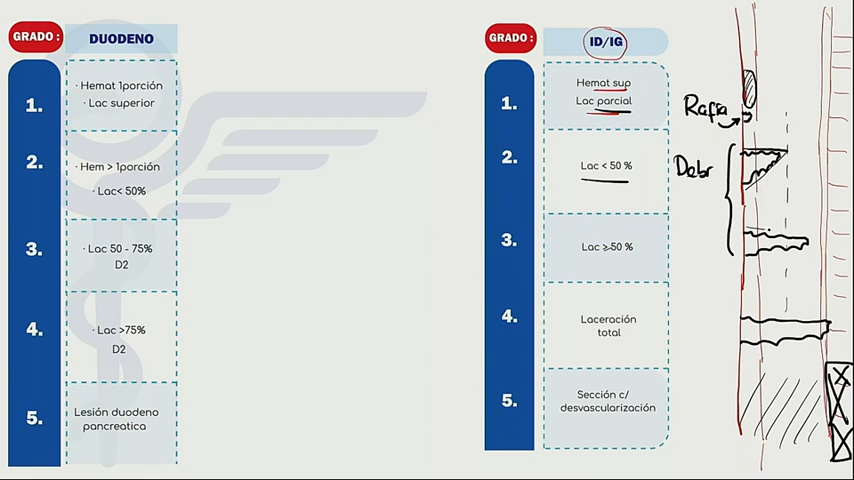 GRADO :
DUODENO
1.
· Hemat 1porción
· Lac superior
2.
· Hem > 1porción
· Lac< 50%
3.
· Lac 50 - 75%
D2
4.
· Lac >75%
D2
5.
Lesión duodeno
pancreatica
GRADO :
ID/IG
1.
Hemat sup
Lac parcial
2.
Lac < 50 %
3.
Lac ≥50 %
4.
Laceración
total
5.
Sección c/
desvascularización
Rafia
Debr